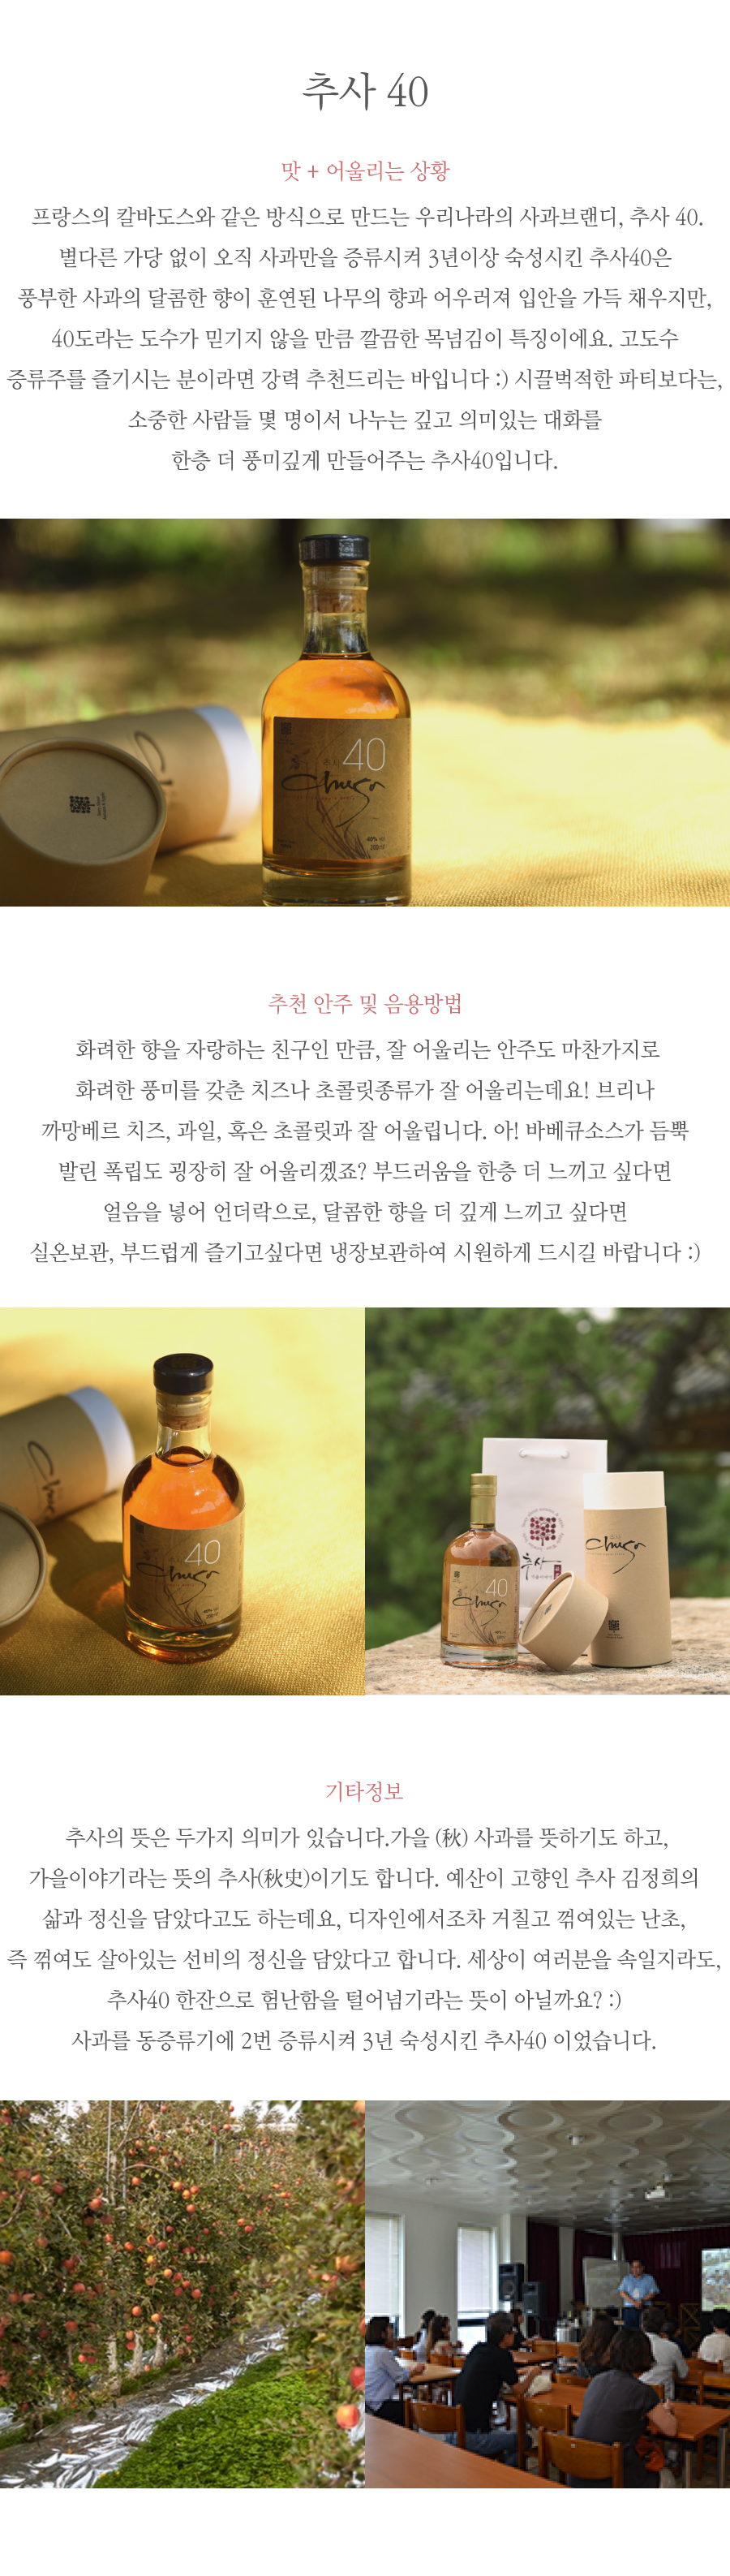 추사 40
맛 + 어울리는 상황
프랑스의 칼바도스와 같은 방식으로 만드는 우리나라의 사과브랜디, 추사 40.
별다른 가당 없이 오직 사과만을 증류시켜 3년이상 숙성시킨 추사40은
풍부한 사과의 달콤한 향이 훈연된 나무의 향과 어우러져 입안을 가득 채우지만,
40도라는 도수가 믿기지 않을 만큼 깔끔한 목넘김이 특징이에요. 고도수
증류주를 즐기시는 분이라면 강력 추천드리는 바입니다 :) 시끌벅적한 파티보다는,
소중한 사람들 몇 명이서 나누는 깊고 의미있는 대화를
한층 더 풍미깊게 만들어주는 추사40입니다.
추사
40
Chusa
40%
200㎖
추천 안주 및 음용방법
화려한 향을 자랑하는 친구인 만큼, 잘 어울리는 안주도 마찬가지로
화려한 풍미를 갖춘 치즈나 초콜릿종류가 잘 어울리는데요! 브리나
까망베르 치즈, 과일, 혹은 초콜릿과 잘 어울립니다. 아! 바베큐소스가 듬뿍
발린 폭립도 굉장히 잘 어울리겠죠? 부드러움을 한층 더 느끼고 싶다면
얼음을 넣어 언더락으로, 달콤한 향을 더 깊게 느끼고 싶다면
실온보관, 부드럽게 즐기고싶다면 냉장보관하여 시원하게 드시길 바랍니다 :)
40
Chusa
40%
200㎖
추사
Chusa
40
Chusa
기타정보
추사의 뜻은 두가지 의미가 있습니다.가을 (秋) 사과를 뜻하기도 하고,
가을이야기라는 뜻의 추사(秋史)이기도 합니다. 예산이 고향인 추사 김정희의
삶과 정신을 담았다고도 하는데요, 디자인에서조차 거칠고 꺾여있는 난초,
즉 꺾여도 살아있는 선비의 정신을 담았다고 합니다. 세상이 여러분을 속일지라도,
추사40 한잔으로 험난함을 털어넘기라는 뜻이 아닐까요? :)
사과를 동증류기에 2번 증류시켜 3년 숙성시킨 추사40 이었습니다.